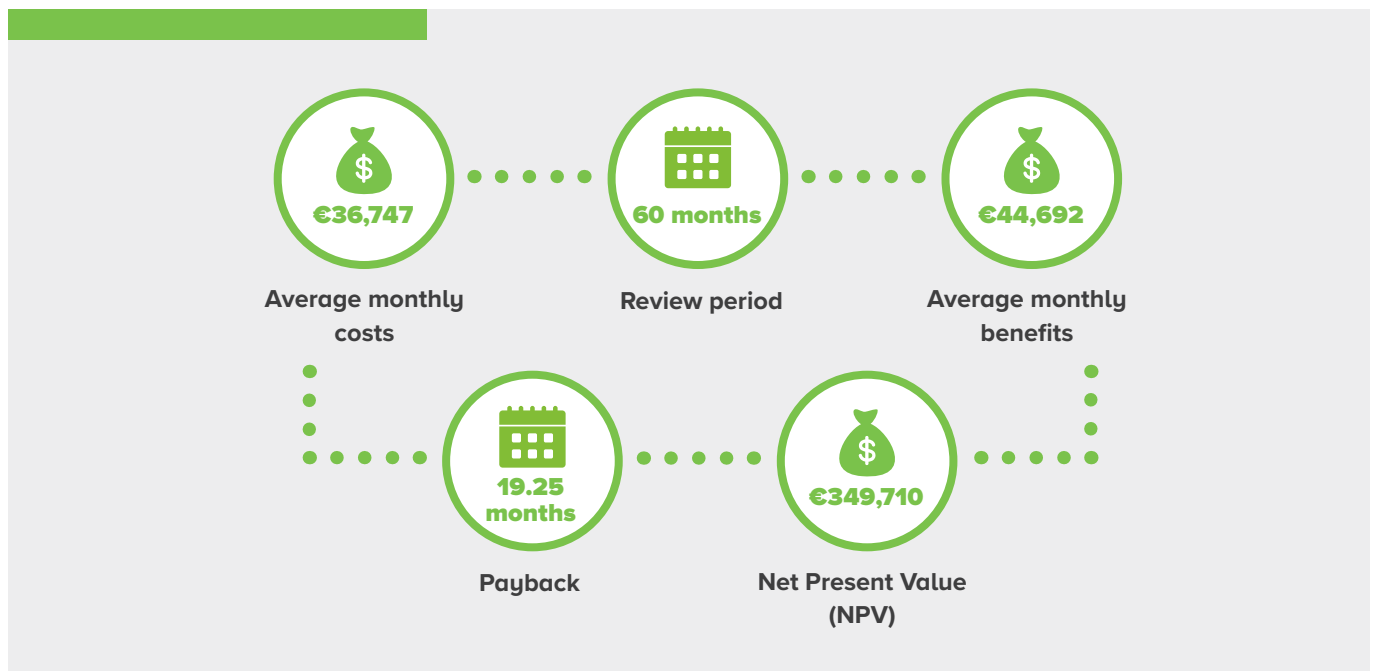 $
€36,747
Average monthly
costs
60 months
Review period
$
€44,692
Average monthly
benefits
19.25
months
Payback
$
€349,710
Net Present Value
(NPV)